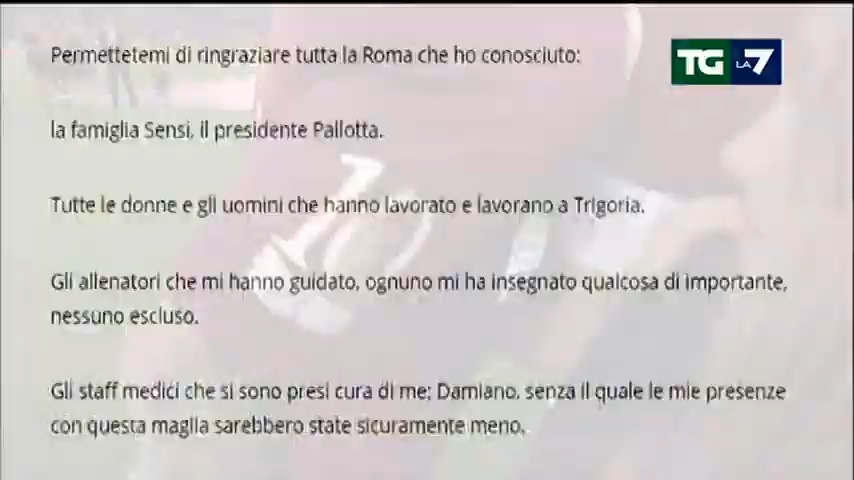 Permettetemi di ringraziare tutta la Roma che ho conosciuto:
TG LA7
la famiglia Sensi, il presidente Pallotta.
Tutte le donne e gli uomini che hanno lavorato e lavorano a Trigoria.
Gli allenatori che mi hanno guidato, ognuno mi ha insegnato qualcosa di importante,
nessuno escluso.
Gli staff medici che si sono presi cura di me; Damiano, senza il quale le mie presenze
con questa maglia sarebbero state sicuramente meno.